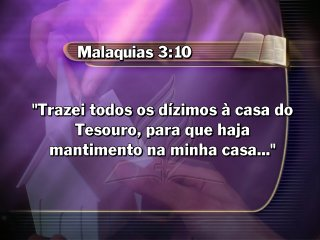 Malaquias 3:10
"Trazei todos os dízimos à casa do
Tesouro, para que haja
mantimento na minha casa..."